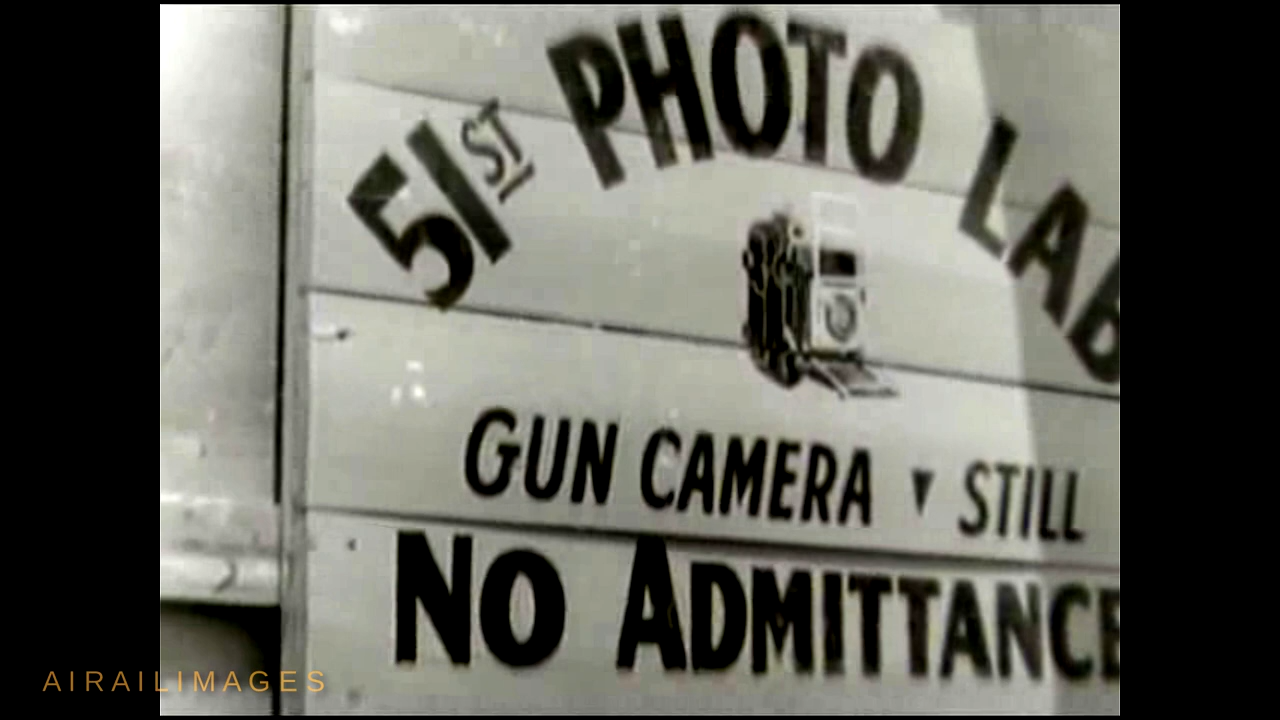 51ST PHOTO LAB
GUN CAMERA ▾ STILL
NO ADMITTANCE
AIRAILIMAGES